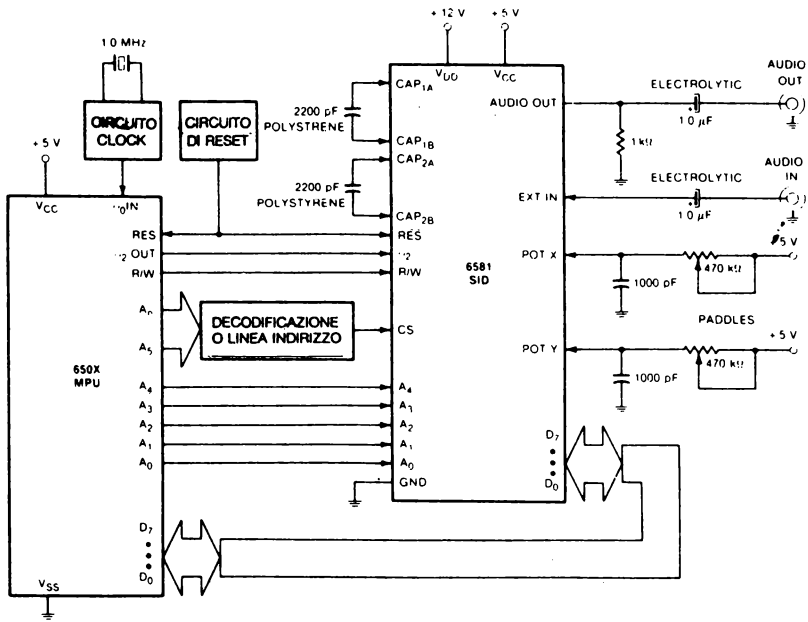 1.0 MHz
CIRCUITO
CLOCK
CIRCUITO
DI RESET
+ 5 V
VCC
0IN
RES
2 OUT
R/W
A5
650X
MPU
A4
A3
A2
A1
A0
D7
D0
VSS
DECODIFICAZIONE
O LINEA INDIRIZZO
2200 pF
POLYSTRENE
2200 pF
POLYSTYRENE
+ 12 V
+ 5 V
VDD
VCC
CAP1A
CAP1B
CAP2A
CAP2B
RES
2
R/W
CS
A4
A3
A2
A1
A0
GND
6581
SID
AUDIO OUT
EXT IN
POT X
POT Y
D7
D0
1 kΩ
ELECTROLYTIC
1.0 µF
AUDIO
OUT
ELECTROLYTIC
1.0 µF
AUDIO
IN
5 V
470 kΩ
1000 pF
PADDLES
+ 5 V
470 kΩ
1000 pF